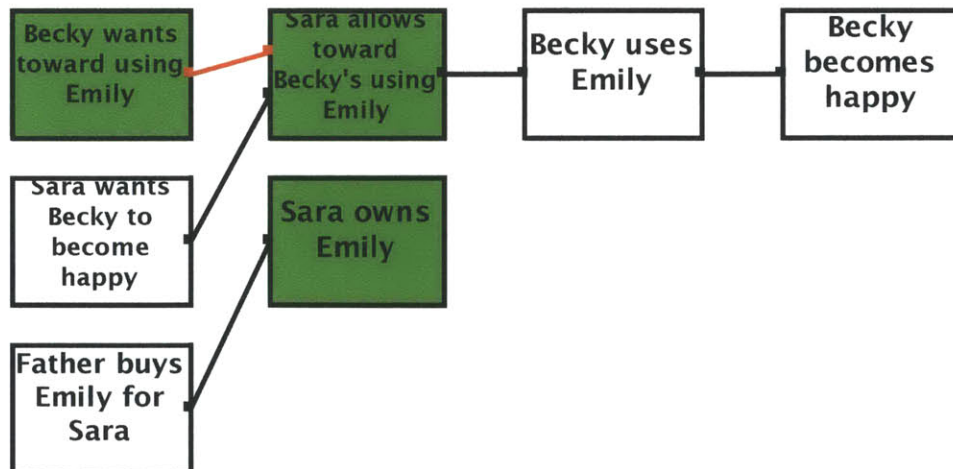 Becky wants
toward using
Emily
Sara allows
toward
Becky's using
Emily
Becky uses
Emily
Becky
becomes
happy
Sara wants
Becky to
become
happy
Sara owns
Emily
Father buys
Emily for
Sara